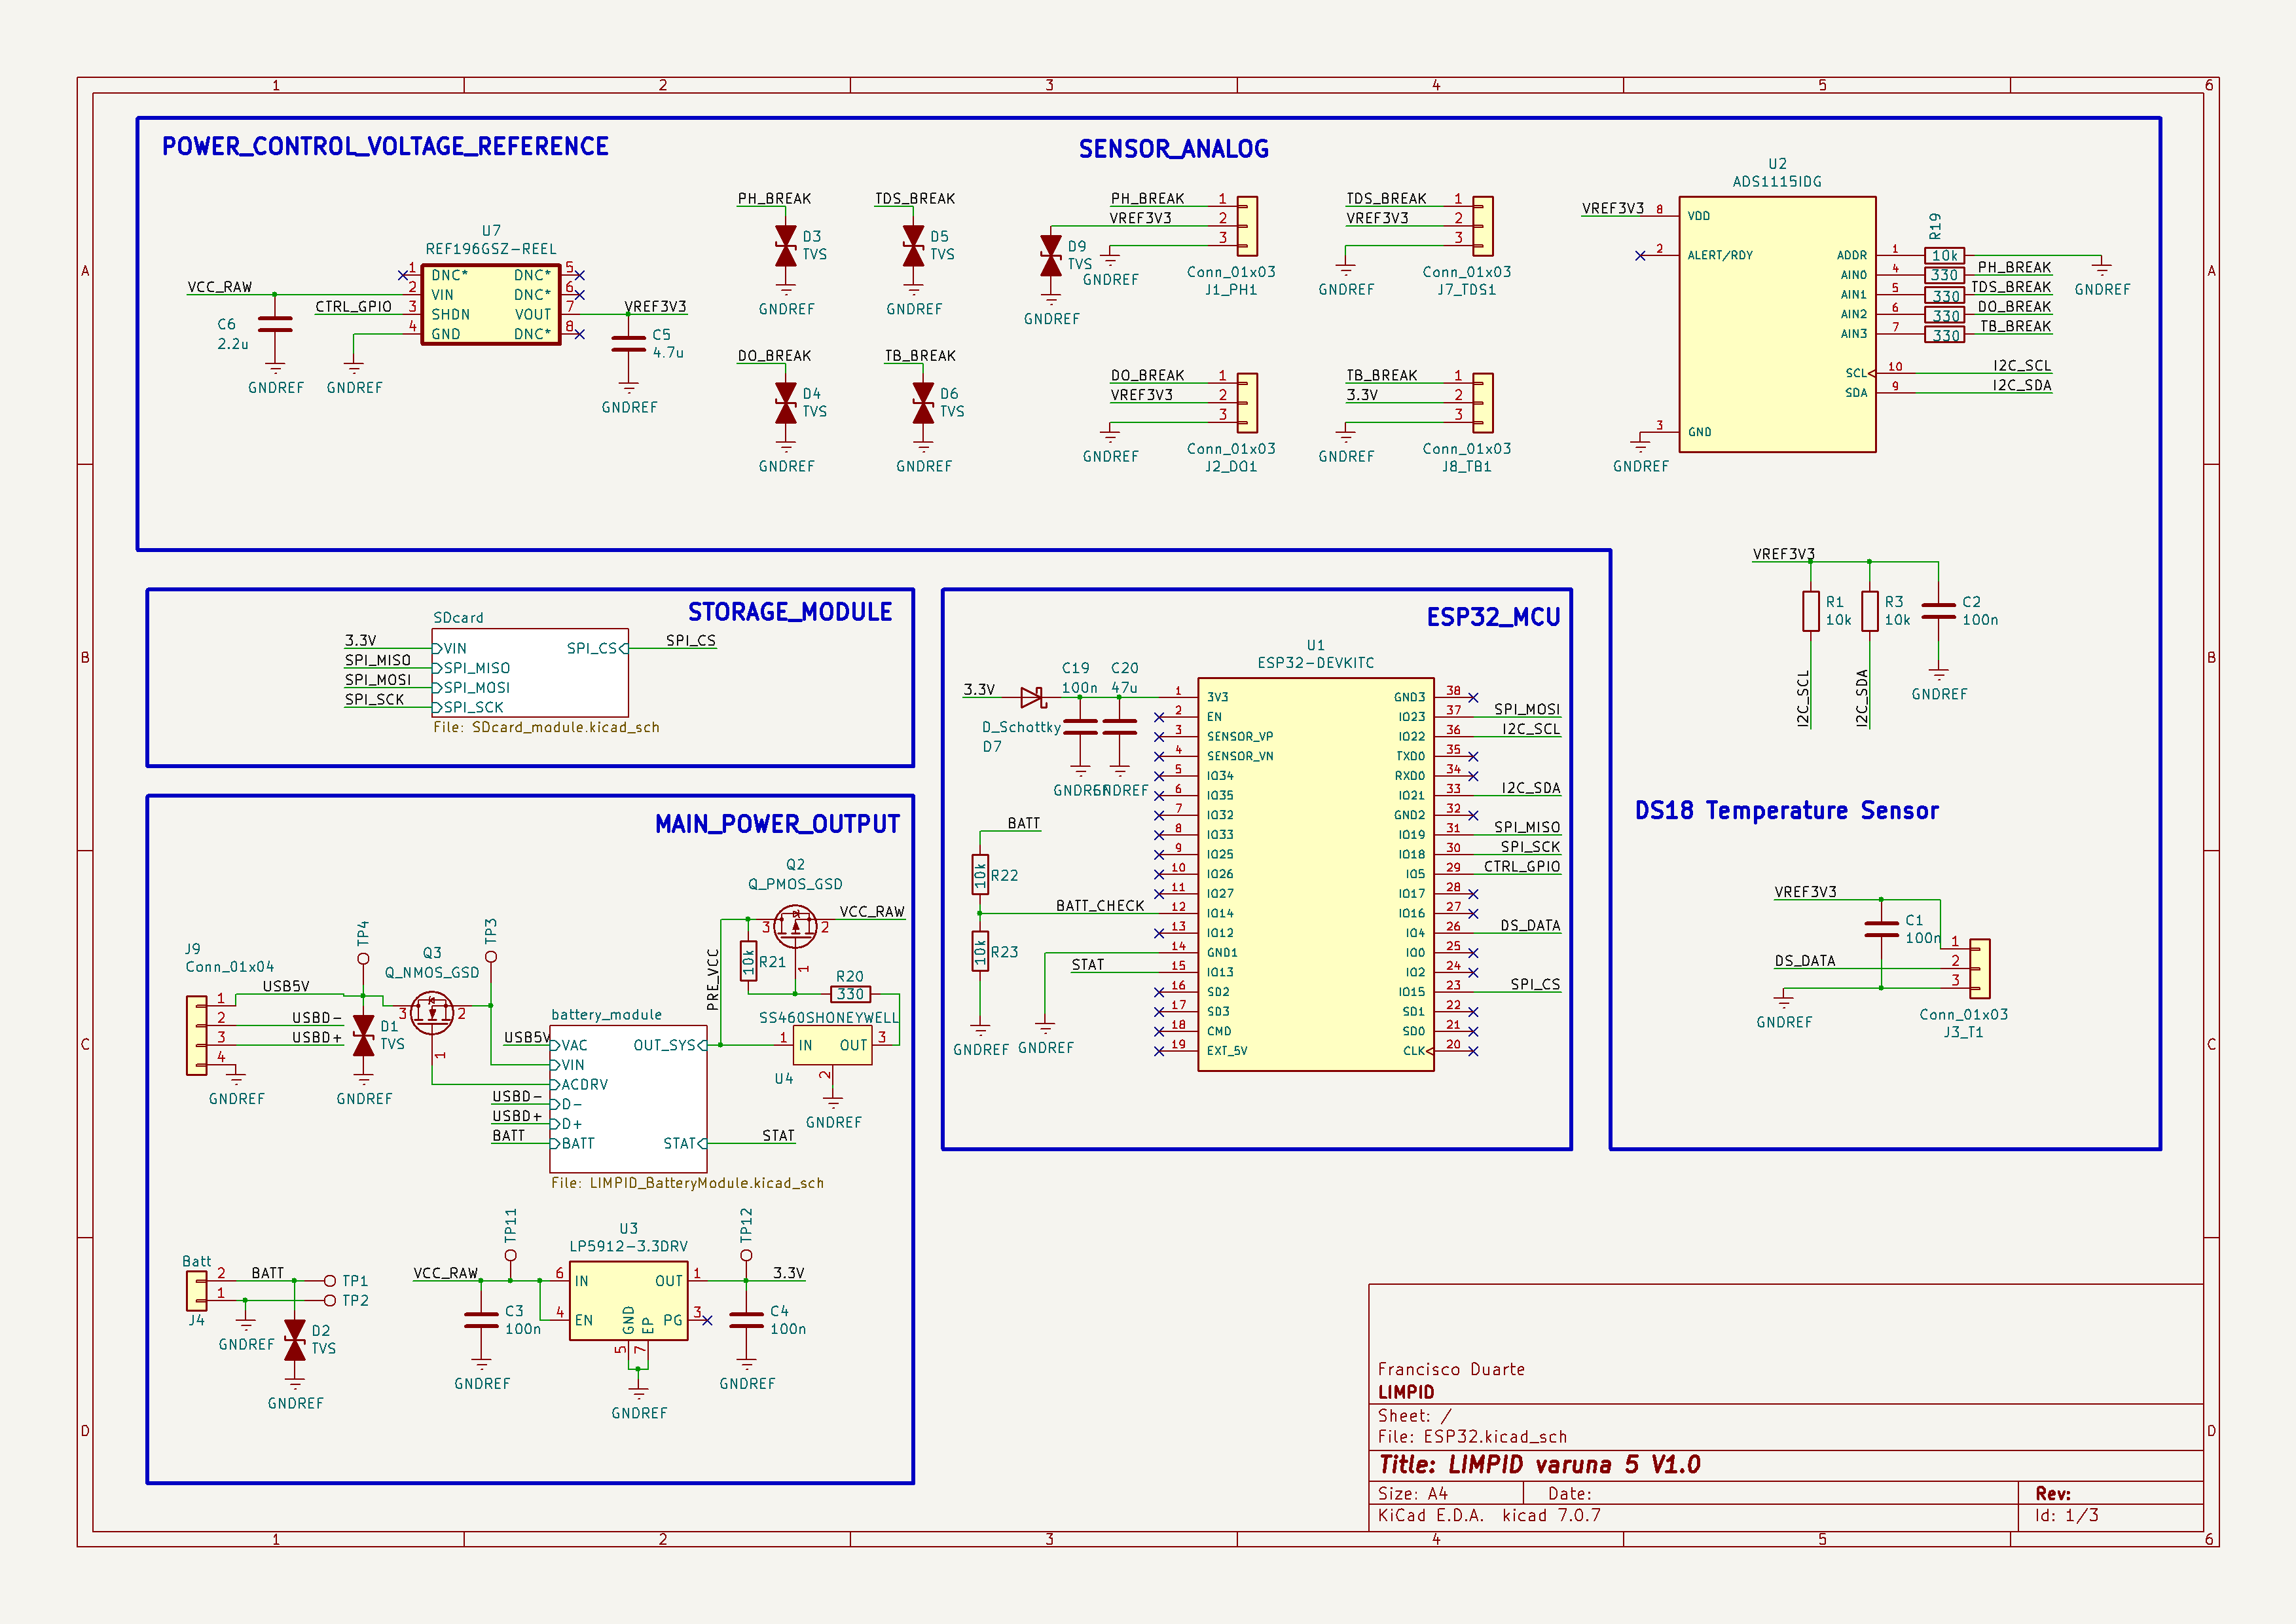 1 2 3 4 5 6
A
B
C
D
POWER_CONTROL_VOLTAGE_REFERENCE
U7
REF196GSZ-REEL
VCC_RAW
CTRL_GPIO
1 DNC*
2 VIN
3 SHDN
4 GND
DNC* 5
DNC* 6
VOUT 7
DNC* 8
VREF3V3
C6
2.2u
C5
4.7u
GNDREF
GNDREF
GNDREF
SENSOR_ANALOG
PH_BREAK
D3
TVS
GNDREF
TDS_BREAK
D5
TVS
GNDREF
DO_BREAK
D4
TVS
GNDREF
TB_BREAK
D6
TVS
GNDREF
PH_BREAK 1
VREF3V3 2
3
D9
TVS
GNDREF
GNDREF
Conn_01x03
J1_PH1
TDS_BREAK 1
VREF3V3 2
3
GNDREF
Conn_01x03
J7_TDS1
DO_BREAK 1
VREF3V3 2
3
GNDREF
Conn_01x03
J2_DO1
TB_BREAK 1
3.3V 2
3
GNDREF
Conn_01x03
J8_TB1
U2
ADS1115IDG
VREF3V3 8 VDD
2 ALERT/RDY
3 GND
GNDREF
R19
ADDR 1 10k
AIN0 4 330 PH_BREAK
AIN1 5 330 TDS_BREAK
AIN2 6 330 DO_BREAK
AIN3 7 330 TB_BREAK
GNDREF
SCL 10 I2C_SCL
SDA 9 I2C_SDA
VREF3V3
R1
10k
R3
10k
C2
100n
I2C_SCL
I2C_SDA
GNDREF
STORAGE_MODULE
SDcard
3.3V VIN
SPI_MISO SPI_MISO
SPI_MOSI SPI_MOSI
SPI_SCK SPI_SCK
SPI_CS SPI_CS
File: SDcard_module.kicad_sch
ESP32_MCU
U1
ESP32-DEVKITC
3.3V
D_Schottky
D7
C19
100n
C20
47u
GNDREF
GNDREF
BATT
10k R22
BATT_CHECK
10k R23
STAT
GNDREF
GNDREF
1 3V3
2 EN
3 SENSOR_VP
4 SENSOR_VN
5 IO34
6 IO35
7 IO32
8 IO33
9 IO25
10 IO26
11 IO27
12 IO14
13 IO12
14 GND1
15 IO13
16 SD2
17 SD3
18 CMD
19 EXT_5V
GND3 38
IO23 37 SPI_MOSI
IO22 36 I2C_SCL
TXD0 35
RXD0 34
IO21 33 I2C_SDA
GND2 32
IO19 31 SPI_MISO
IO18 30 SPI_SCK
IO5 29 CTRL_GPIO
IO17 28
IO16 27
IO4 26 DS_DATA
IO0 25
IO2 24
IO15 23 SPI_CS
SD1 22
SD0 21
CLK 20
DS18 Temperature Sensor
VREF3V3
C1
100n
DS_DATA
1
2
3
GNDREF
Conn_01x03
J3_T1
MAIN_POWER_OUTPUT
J9
Conn_01x04
1 USB5V
2 USBD-
3 USBD+
4
GNDREF
TP4
D1
TVS
GNDREF
Q3
Q_NMOS_GSD
3 2
1
TP3
battery_module
USB5V VAC
VIN
ACDRV
USBD- D-
USBD+ D+
BATT BATT
OUT_SYS
STAT STAT
File: LIMPID_BatteryModule.kicad_sch
PRE_VCC
Q2
Q_PMOS_GSD
3 2
1
VCC_RAW
10k R21
R20
330
SS460SHONEYWELL
1 IN OUT 3
2
U4
GNDREF
Batt
2 BATT TP1
1 TP2
J4
GNDREF
D2
TVS
GNDREF
TP11
U3
LP5912-3.3DRV
VCC_RAW
6 IN
4 EN
OUT 1
PG 3
GND 5
EP 7
C3
100n
GNDREF
GNDREF
TP12
3.3V
C4
100n
GNDREF
Francisco Duarte
LIMPID
Sheet: /
File: ESP32.kicad_sch
Title: LIMPID varuna 5 V1.0
Size: A4 Date: Rev:
KiCad E.D.A. kicad 7.0.7 Id: 1/3
A
B
C
D
1 2 3 4 5 6